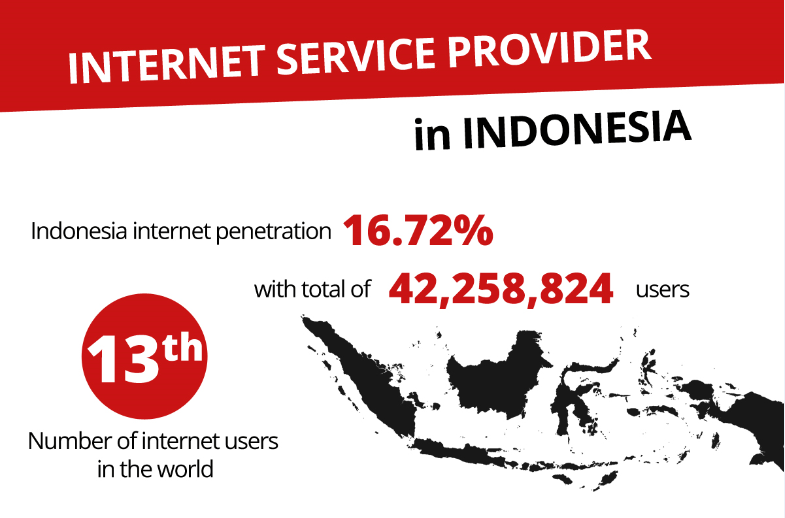 INTERNET SERVICE PROVIDER
in INDONESIA
Indonesia internet penetration 16.72%
with total of 42,258,824 users
13th
Number of internet users
in the world